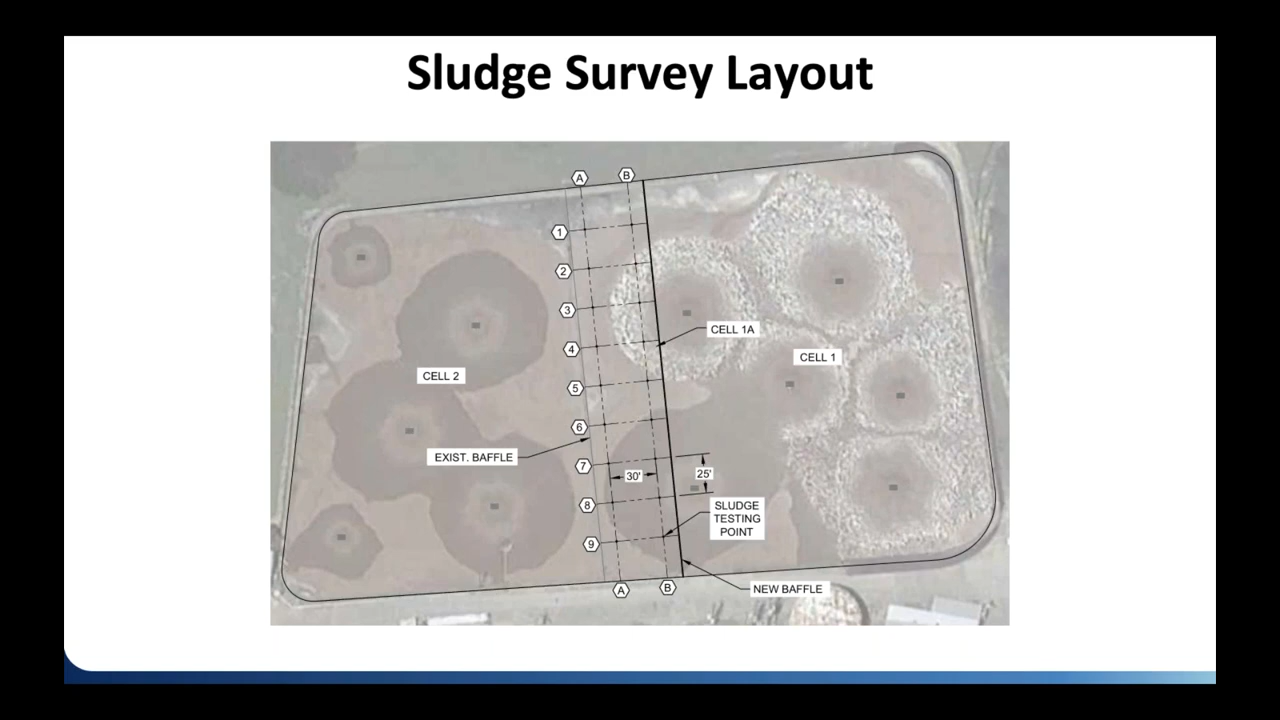 Sludge Survey Layout
A
B
1
2
3
4
5
6
7
8
9
CELL 1A
CELL 1
CELL 2
EXIST. BAFFLE
30'
25'
SLUDGE
TESTING
POINT
NEW BAFFLE
A
B